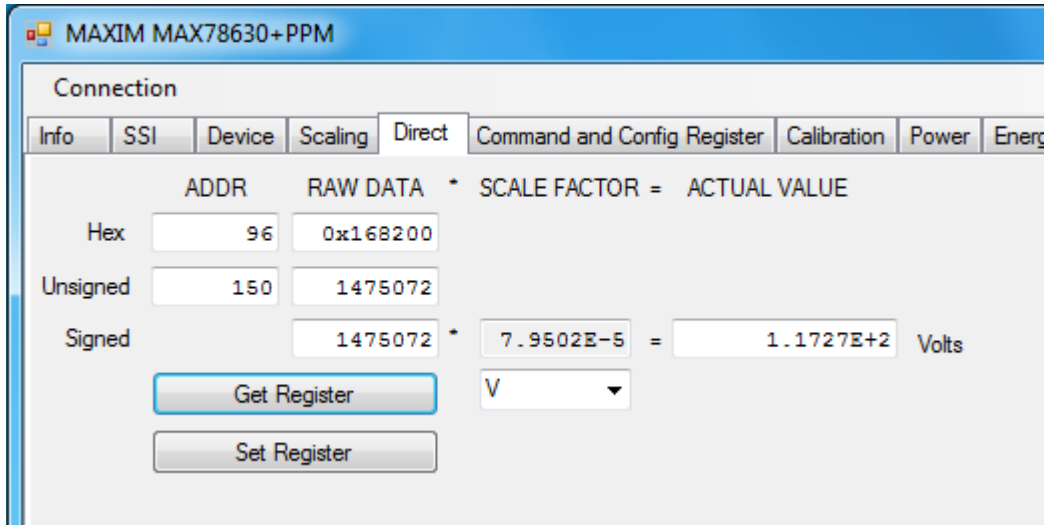 MAXIM MAX78630+PPM
Connection
Info SSI Device Scaling Direct Command and Config Register Calibration Power Energ
ADDR RAW DATA * SCALE FACTOR = ACTUAL VALUE
Hex 96 0x168200
Unsigned 150 1475072
Signed 1475072 * 7.9502E-5 = 1.1727E+2 Volts
Get Register V
Set Register